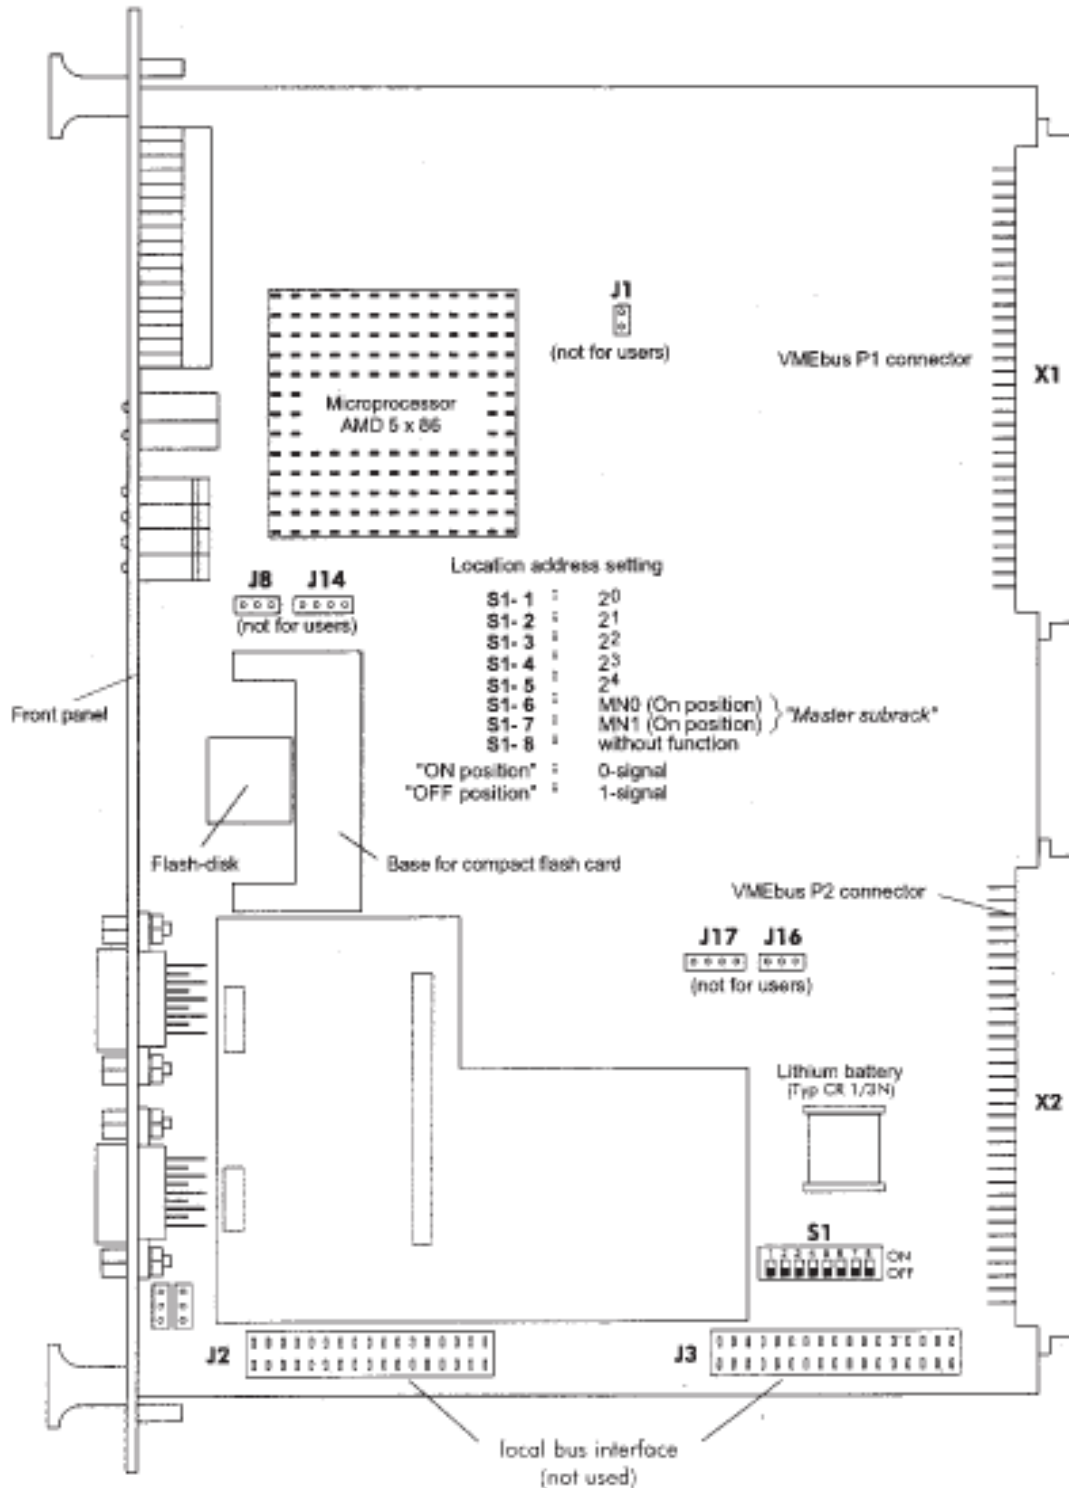 J1
(not for users)
VMEbus P1 connector
X1
Microprocessor
AMD 5 x 86
Location address setting
S1- 1 : 2⁰
S1- 2 : 2¹
S1- 3 : 2²
S1- 4 : 2³
S1- 5 : 2⁴
S1- 6 : MN0 (On position)
S1- 7 : MN1 (On position)
"Master subrack"
S1- 8 : without function
"ON position" : 0-signal
"OFF position" : 1-signal
J8 J14
(not for users)
Front panel
Flash-disk
Base for compact flash card
VMEbus P2 connector
J17 J16
(not for users)
Lithium battery
(Typ CR 1/3N)
X2
S1
1 2 3 4 5 6 7 8
ON
OFF
J2
J3
local bus interface
(not used)